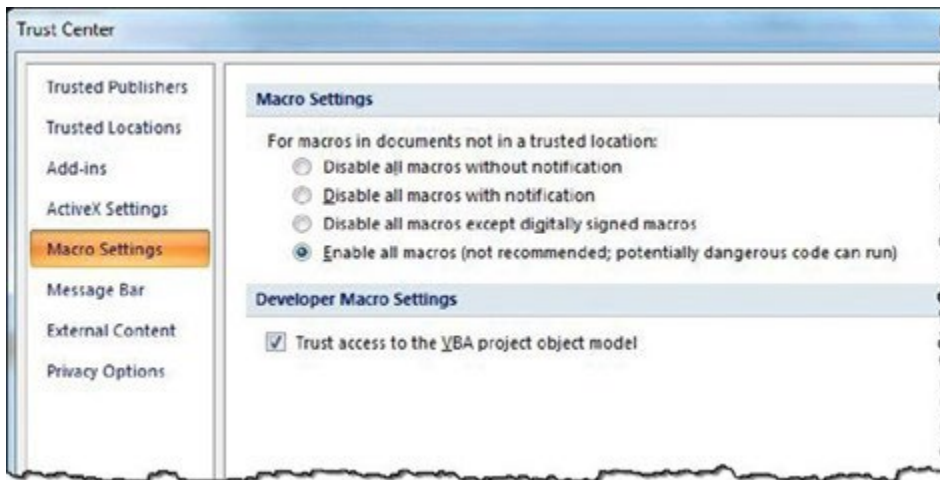 Trust Center
Trusted Publishers
Trusted Locations
Add-ins
ActiveX Settings
Macro Settings
Message Bar
External Content
Privacy Options
Macro Settings
For macros in documents not in a trusted location:
Disable all macros without notification
Disable all macros with notification
Disable all macros except digitally signed macros
Enable all macros (not recommended; potentially dangerous code can run)
Developer Macro Settings
Trust access to the VBA project object model